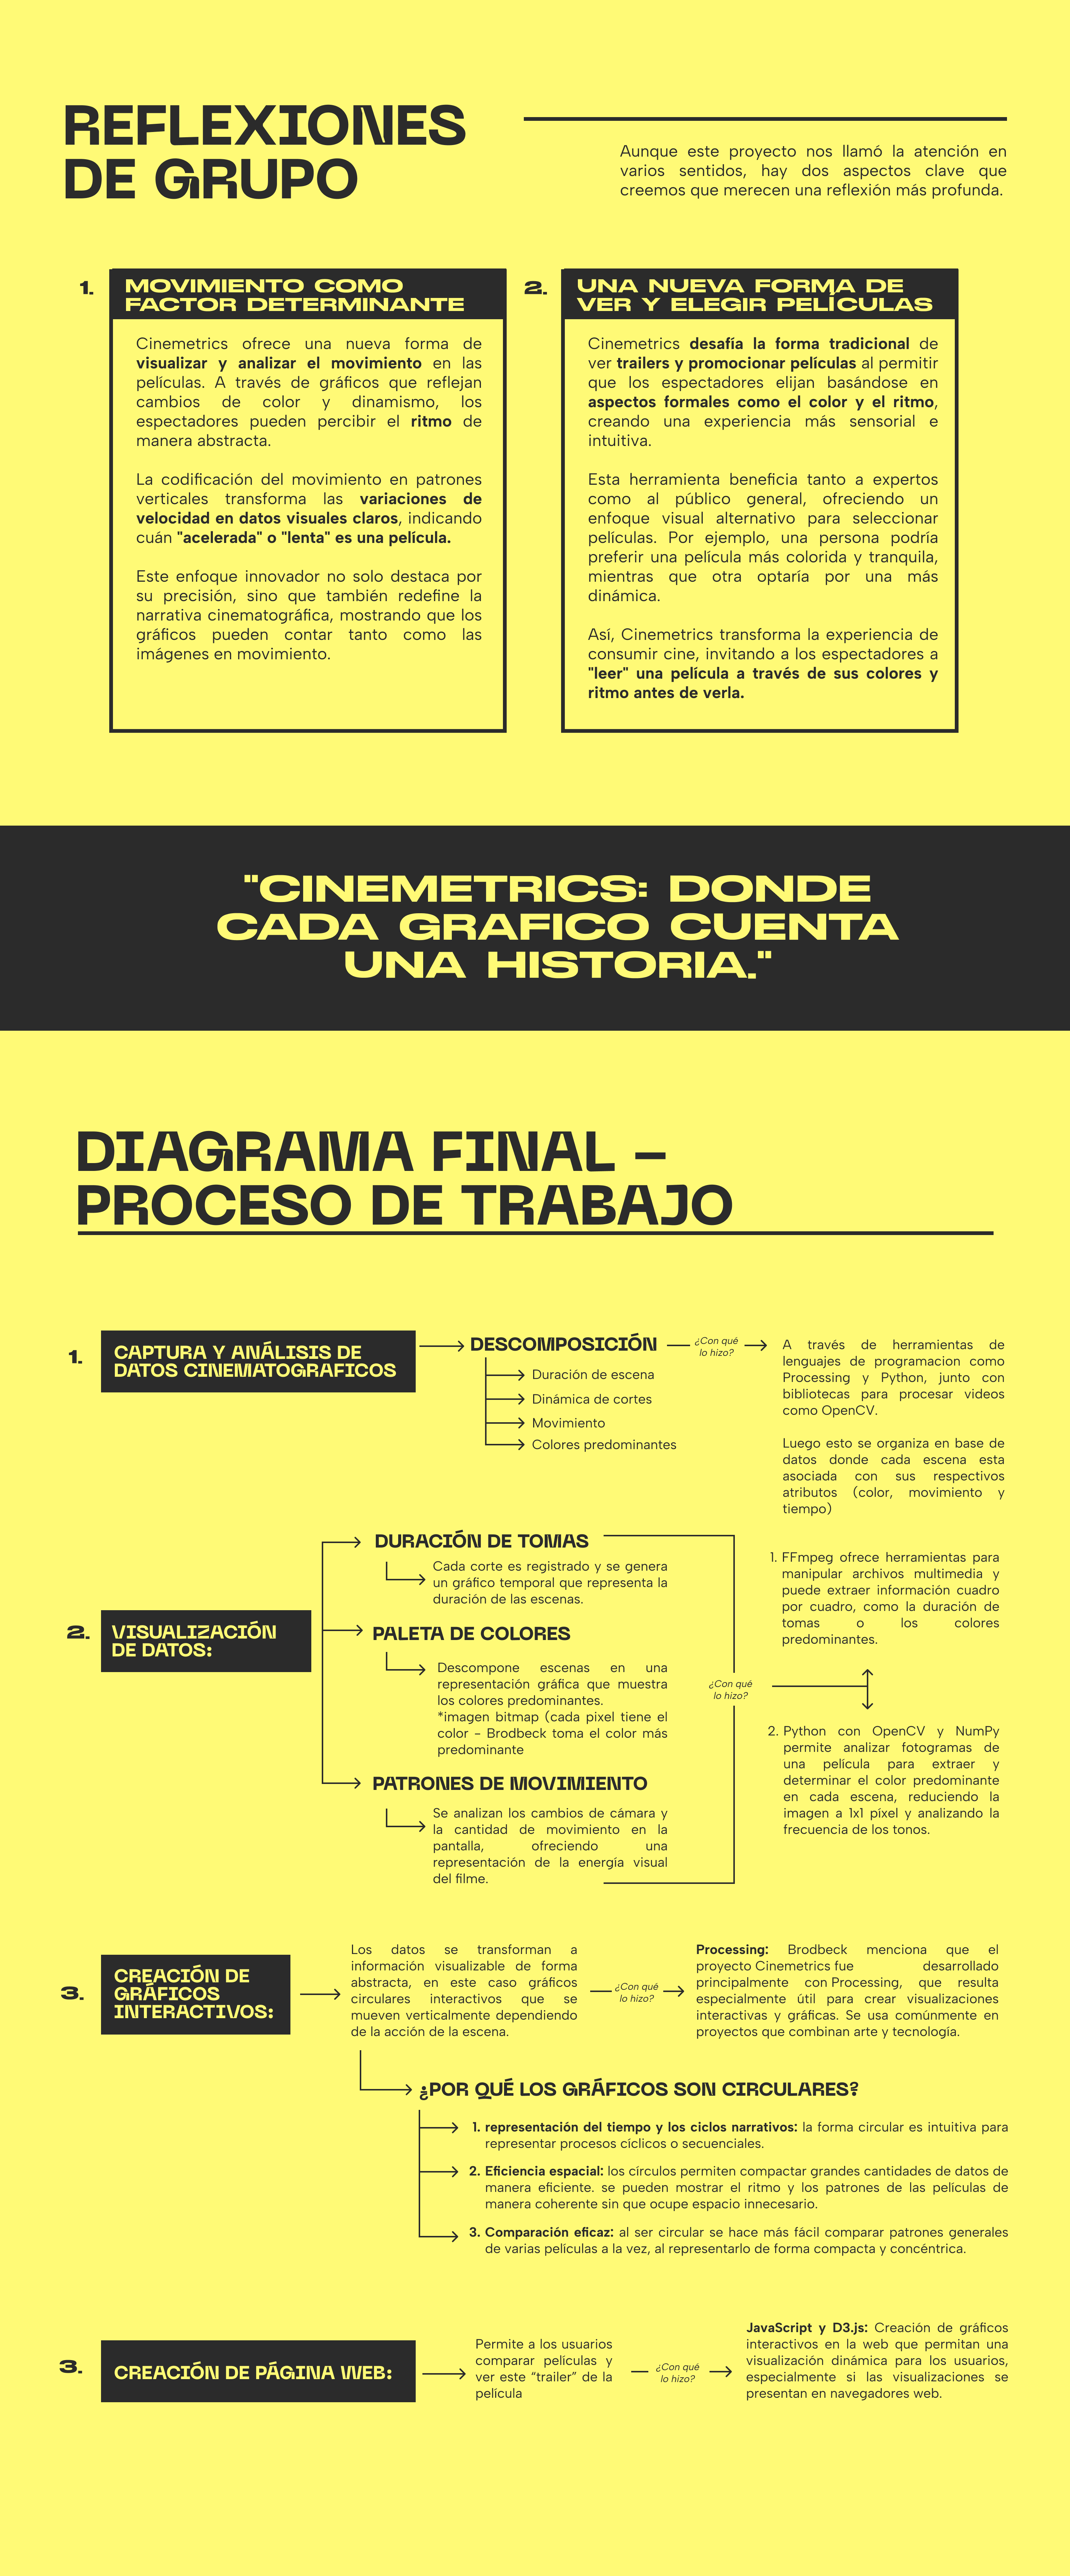 REFLEXIONES
DE GRUPO
Aunque este proyecto nos llamó la atención en
varios sentidos, hay dos aspectos clave que
creemos que merecen una reflexión más profunda.
1.
MOVIMIENTO COMO
FACTOR DETERMINANTE
Cinemetrics ofrece una nueva forma de
visualizar y analizar el movimiento en las
películas. A través de gráficos que reflejan
cambios de color y dinamismo, los
espectadores pueden percibir el ritmo de
manera abstracta.
La codificación del movimiento en patrones
verticales transforma las variaciones de
velocidad en datos visuales claros, indicando
cuán "acelerada" o "lenta" es una película.
Este enfoque innovador no solo destaca por
su precisión, sino que también redefine la
narrativa cinematográfica, mostrando que los
gráficos pueden contar tanto como las
imágenes en movimiento.
2.
UNA NUEVA FORMA DE
VER Y ELEGIR PELÍCULAS
Cinemetrics desafía la forma tradicional de
ver trailers y promocionar películas al permitir
que los espectadores elijan basándose en
aspectos formales como el color y el ritmo,
creando una experiencia más sensorial e
intuitiva.
Esta herramienta beneficia tanto a expertos
como al público general, ofreciendo un
enfoque visual alternativo para seleccionar
películas. Por ejemplo, una persona podría
preferir una película más colorida y tranquila,
mientras que otra optaría por una más
dinámica.
Así, Cinemetrics transforma la experiencia de
consumir cine, invitando a los espectadores a
"leer" una película a través de sus colores y
ritmo antes de verla.
"CINEMETRICS: DONDE
CADA GRAFICO CUENTA
UNA HISTORIA."
DIAGRAMA FINAL –
PROCESO DE TRABAJO
1.
CAPTURA Y ANÁLISIS DE
DATOS CINEMATOGRAFICOS
DESCOMPOSICIÓN
Duración de escena
Dinámica de cortes
Movimiento
Colores predominantes
¿Con qué
lo hizo?
A través de herramientas de
lenguajes de programacion como
Processing y Python, junto con
bibliotecas para procesar videos
como OpenCV.
Luego esto se organiza en base de
datos donde cada escena esta
asociada con sus respectivos
atributos (color, movimiento y
tiempo)
2.
VISUALIZACIÓN
DE DATOS:
DURACIÓN DE TOMAS
Cada corte es registrado y se genera
un gráfico temporal que representa la
duración de las escenas.
PALETA DE COLORES
Descompone escenas en una
representación gráfica que muestra
los colores predominantes.
*imagen bitmap (cada pixel tiene el
color - Brodbeck toma el color más
predominante
PATRONES DE MOVIMIENTO
Se analizan los cambios de cámara y
la cantidad de movimiento en la
pantalla, ofreciendo una
representación de la energía visual
del filme.
¿Con qué
lo hizo?
1. FFmpeg ofrece herramientas para
manipular archivos multimedia y
puede extraer información cuadro
por cuadro, como la duración de
tomas o los colores
predominantes.
2. Python con OpenCV y NumPy
permite analizar fotogramas de
una película para extraer y
determinar el color predominante
en cada escena, reduciendo la
imagen a 1x1 píxel y analizando la
frecuencia de los tonos.
3.
CREACIÓN DE
GRÁFICOS
INTERACTIVOS:
Los datos se transforman a
información visualizable de forma
abstracta, en este caso gráficos
circulares interactivos que se
mueven verticalmente dependiendo
de la acción de la escena.
¿Con qué
lo hizo?
Processing: Brodbeck menciona que el
proyecto Cinemetrics fue desarrollado
principalmente con Processing, que resulta
especialmente útil para crear visualizaciones
interactivas y gráficas. Se usa comúnmente en
proyectos que combinan arte y tecnología.
¿POR QUÉ LOS GRÁFICOS SON CIRCULARES?
1. representación del tiempo y los ciclos narrativos: la forma circular es intuitiva para
representar procesos cíclicos o secuenciales.
2. Eficiencia espacial: los círculos permiten compactar grandes cantidades de datos de
manera eficiente. se pueden mostrar el ritmo y los patrones de las películas de
manera coherente sin que ocupe espacio innecesario.
3. Comparación eficaz: al ser circular se hace más fácil comparar patrones generales
de varias películas a la vez, al representarlo de forma compacta y concéntrica.
3.
CREACIÓN DE PÁGINA WEB:
Permite a los usuarios
comparar películas y
ver este “trailer” de la
película
¿Con qué
lo hizo?
JavaScript y D3.js: Creación de gráficos
interactivos en la web que permitan una
visualización dinámica para los usuarios,
especialmente si las visualizaciones se
presentan en navegadores web.